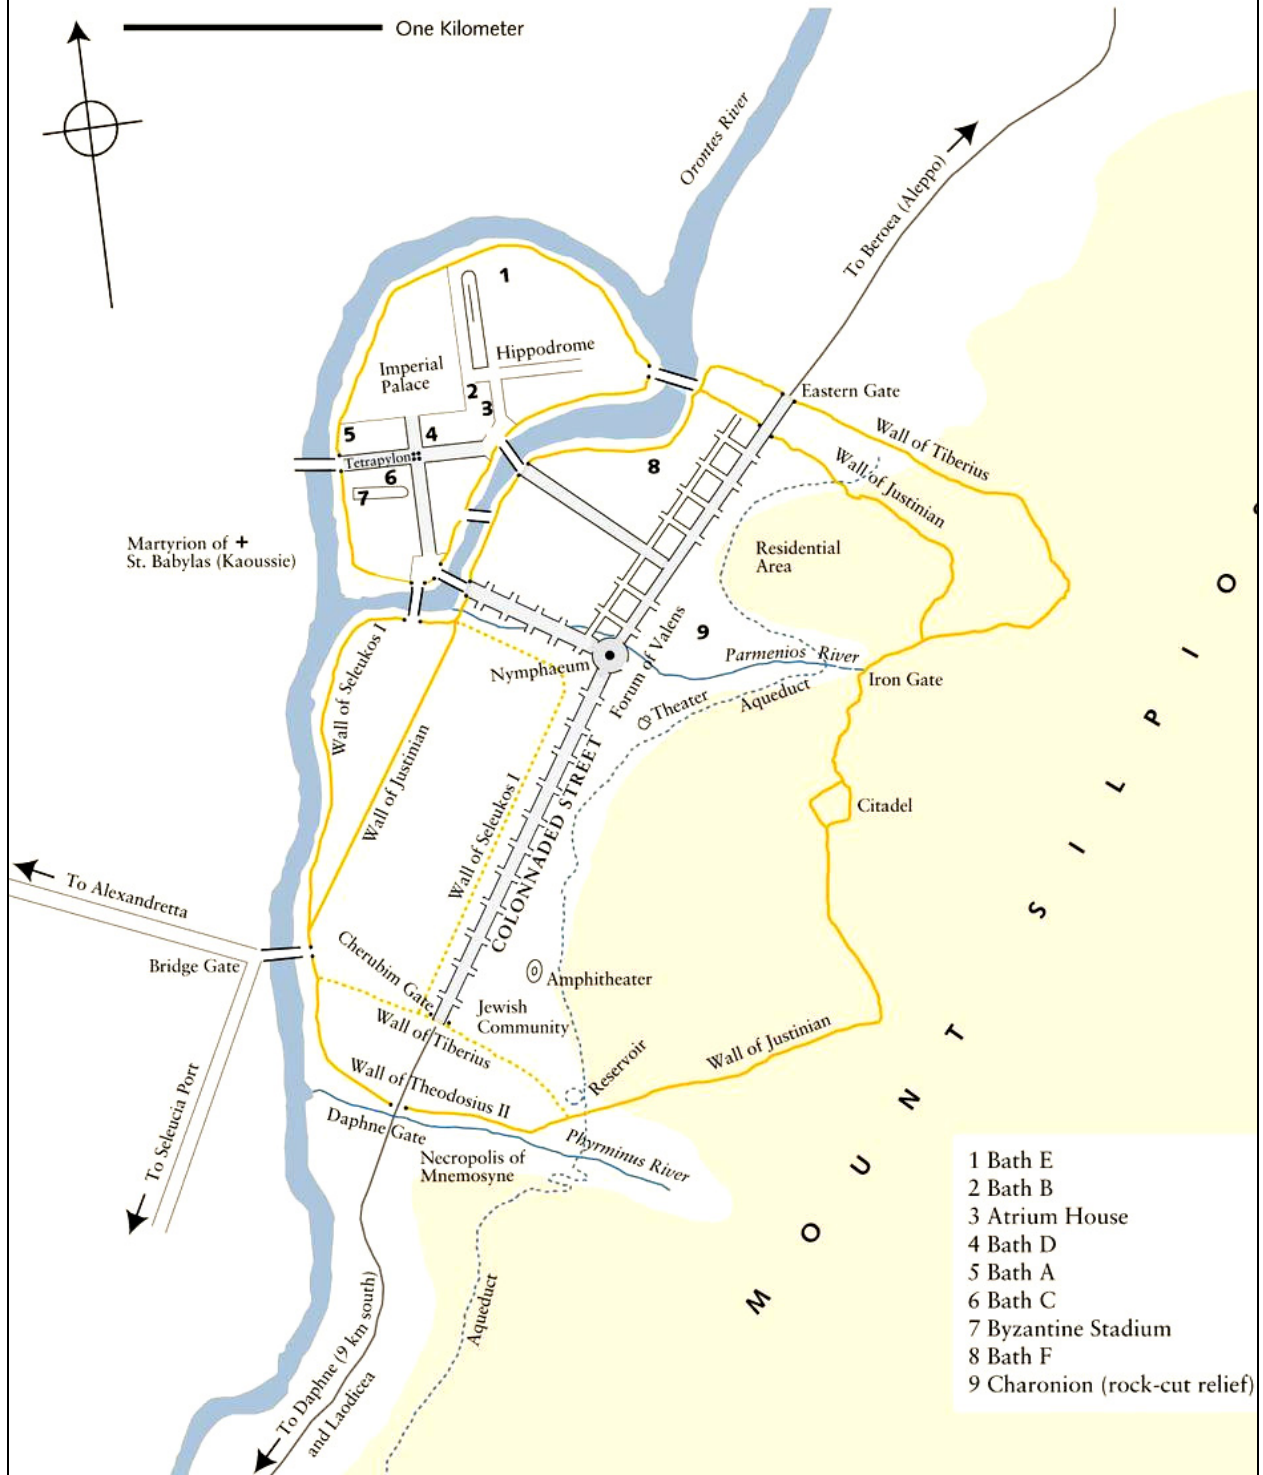 One Kilometer
Orontes River
To Beroea (Aleppo)
1
Hippodrome
Imperial
Palace
2
3
Eastern Gate
5
4
Tetrapylon
6
7
8
Wall of Tiberius
Wall of Justinian
Martyrion of
St. Babylas (Kaoussie)
Residential
Area
9
Parmenios River
Nymphaeum
Forum of Valens
Iron Gate
Wall of Seleukos I
Theater
Aqueduct
Wall of Justinian
Wall of Seleukos I
COLONNADED STREET
Citadel
MOUNT SILPIOS
To Alexandretta
Bridge Gate
Cherubim Gate
Amphitheater
Jewish
Community
Wall of Tiberius
Wall of Justinian
Reservoir
Wall of Theodosius II
To Seleucia Port
Daphne Gate
Phyrminus River
Necropolis of
Mnemosyne
Aqueduct
To Daphne (9 km south)
and Laodicea
1 Bath E
2 Bath B
3 Atrium House
4 Bath D
5 Bath A
6 Bath C
7 Byzantine Stadium
8 Bath F
9 Charonion (rock-cut relief)